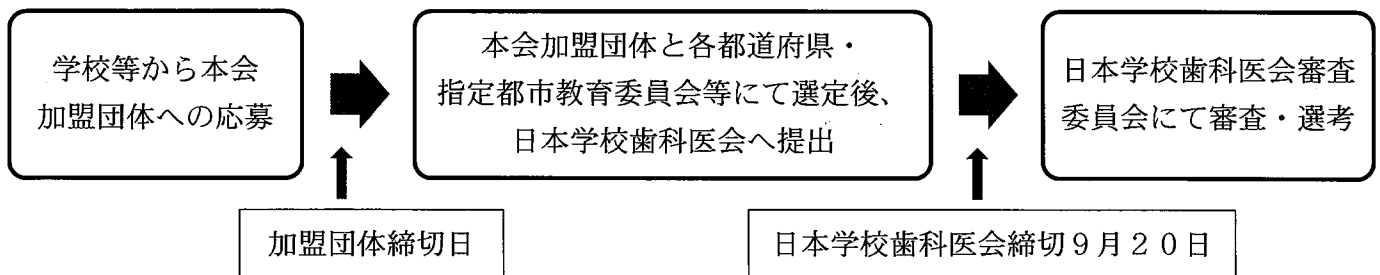 学校等から本会
加盟団体への応募
本会加盟団体と各都道府県・
指定都市教育委員会等にて選定後、
日本学校歯科医会へ提出
日本学校歯科医会審査
委員会にて審査・選考
加盟団体締切日
日本学校歯科医会締切９月２０日